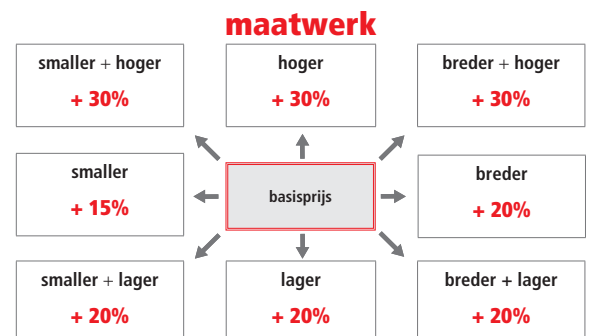 maatwerk
smaller + hoger
+ 30%
hoger
+ 30%
breder + hoger
+ 30%
smaller
+ 15%
basisprijs
breder
+ 20%
smaller + lager
+ 20%
lager
+ 20%
breder + lager
+ 20%